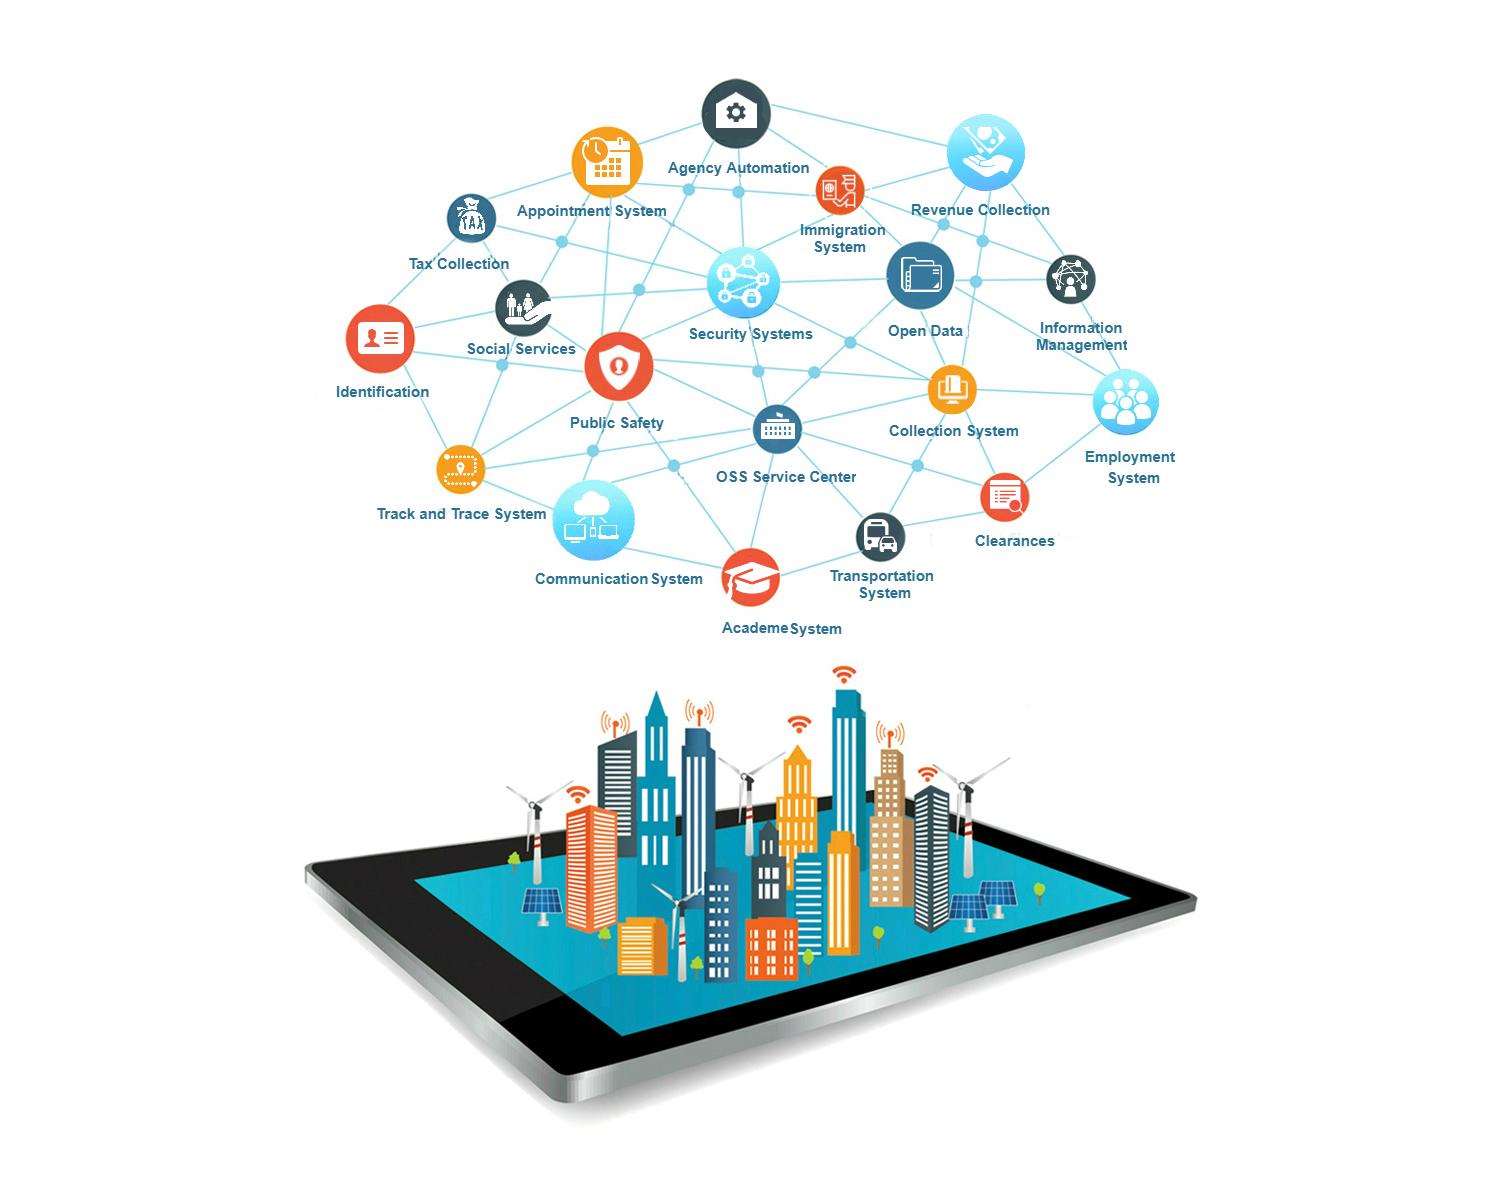 Agency Automation
Appointment System
Revenue Collection
Immigration
System
TAX
Tax Collection
Information
Management
Open Data
Security Systems
Social Services
Identification
Public Safety
Collection System
Employment
System
OSS Service Center
Track and Trace System
Clearances
Communication System
Transportation
System
Academe System